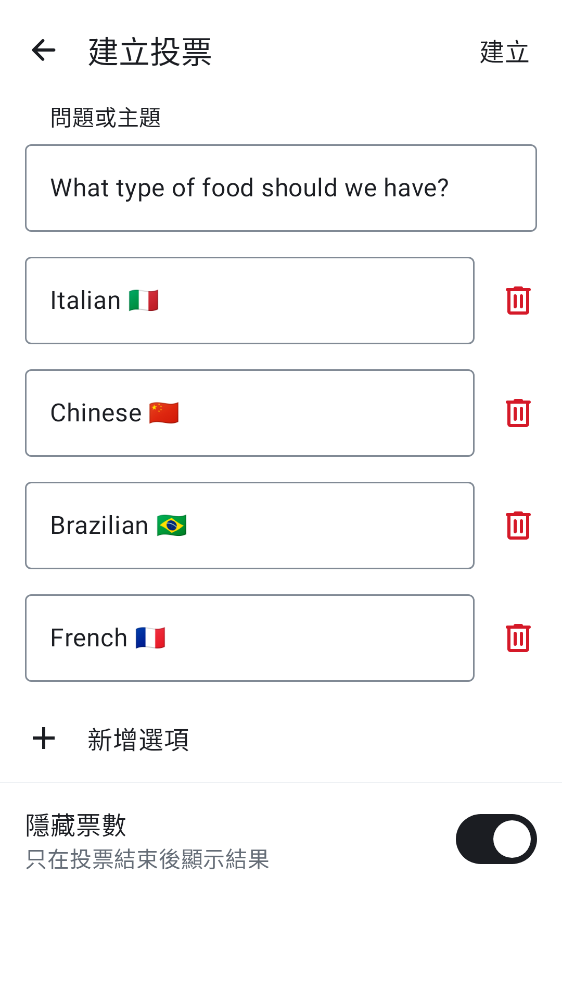 建立投票
建立
問題或主題
What type of food should we have?
Italian 🇮🇹
Chinese 🇨🇳
Brazilian 🇧🇷
French 🇫🇷
新增選項
隱藏票數
只在投票結束後顯示結果